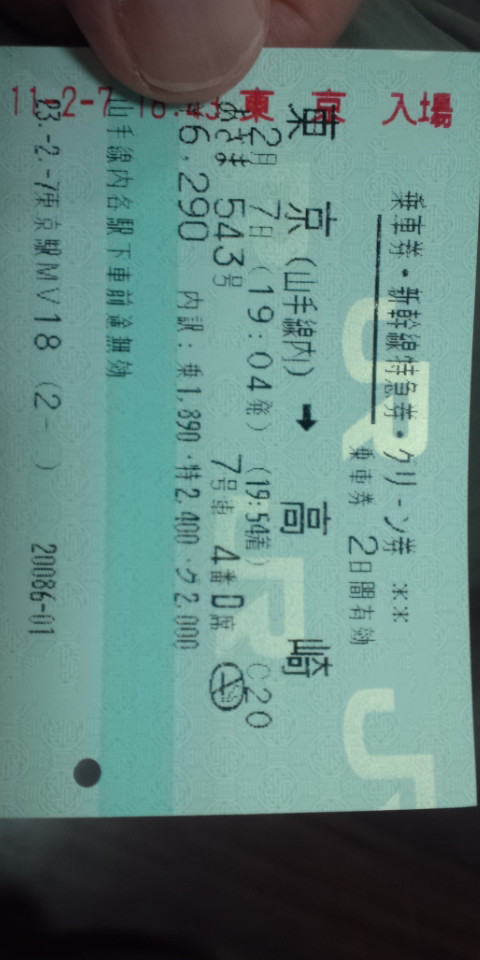 乗車券・新幹線特急券・グリーン券 ※※
乗車券 2日間有効
東京(山手線内) ➡ 高崎
2月 7日 (19:04発) (19:54着) C20
あさま 543号 7号車 4番D席
6,290 内訳:乗1,890・特2,400・グ2,000
山手線内各駅下車前途無効
23.-2.-7東京駅MV18 (2- ) 20086-01
11.-2-7 東京 入場
JR
JR
JR